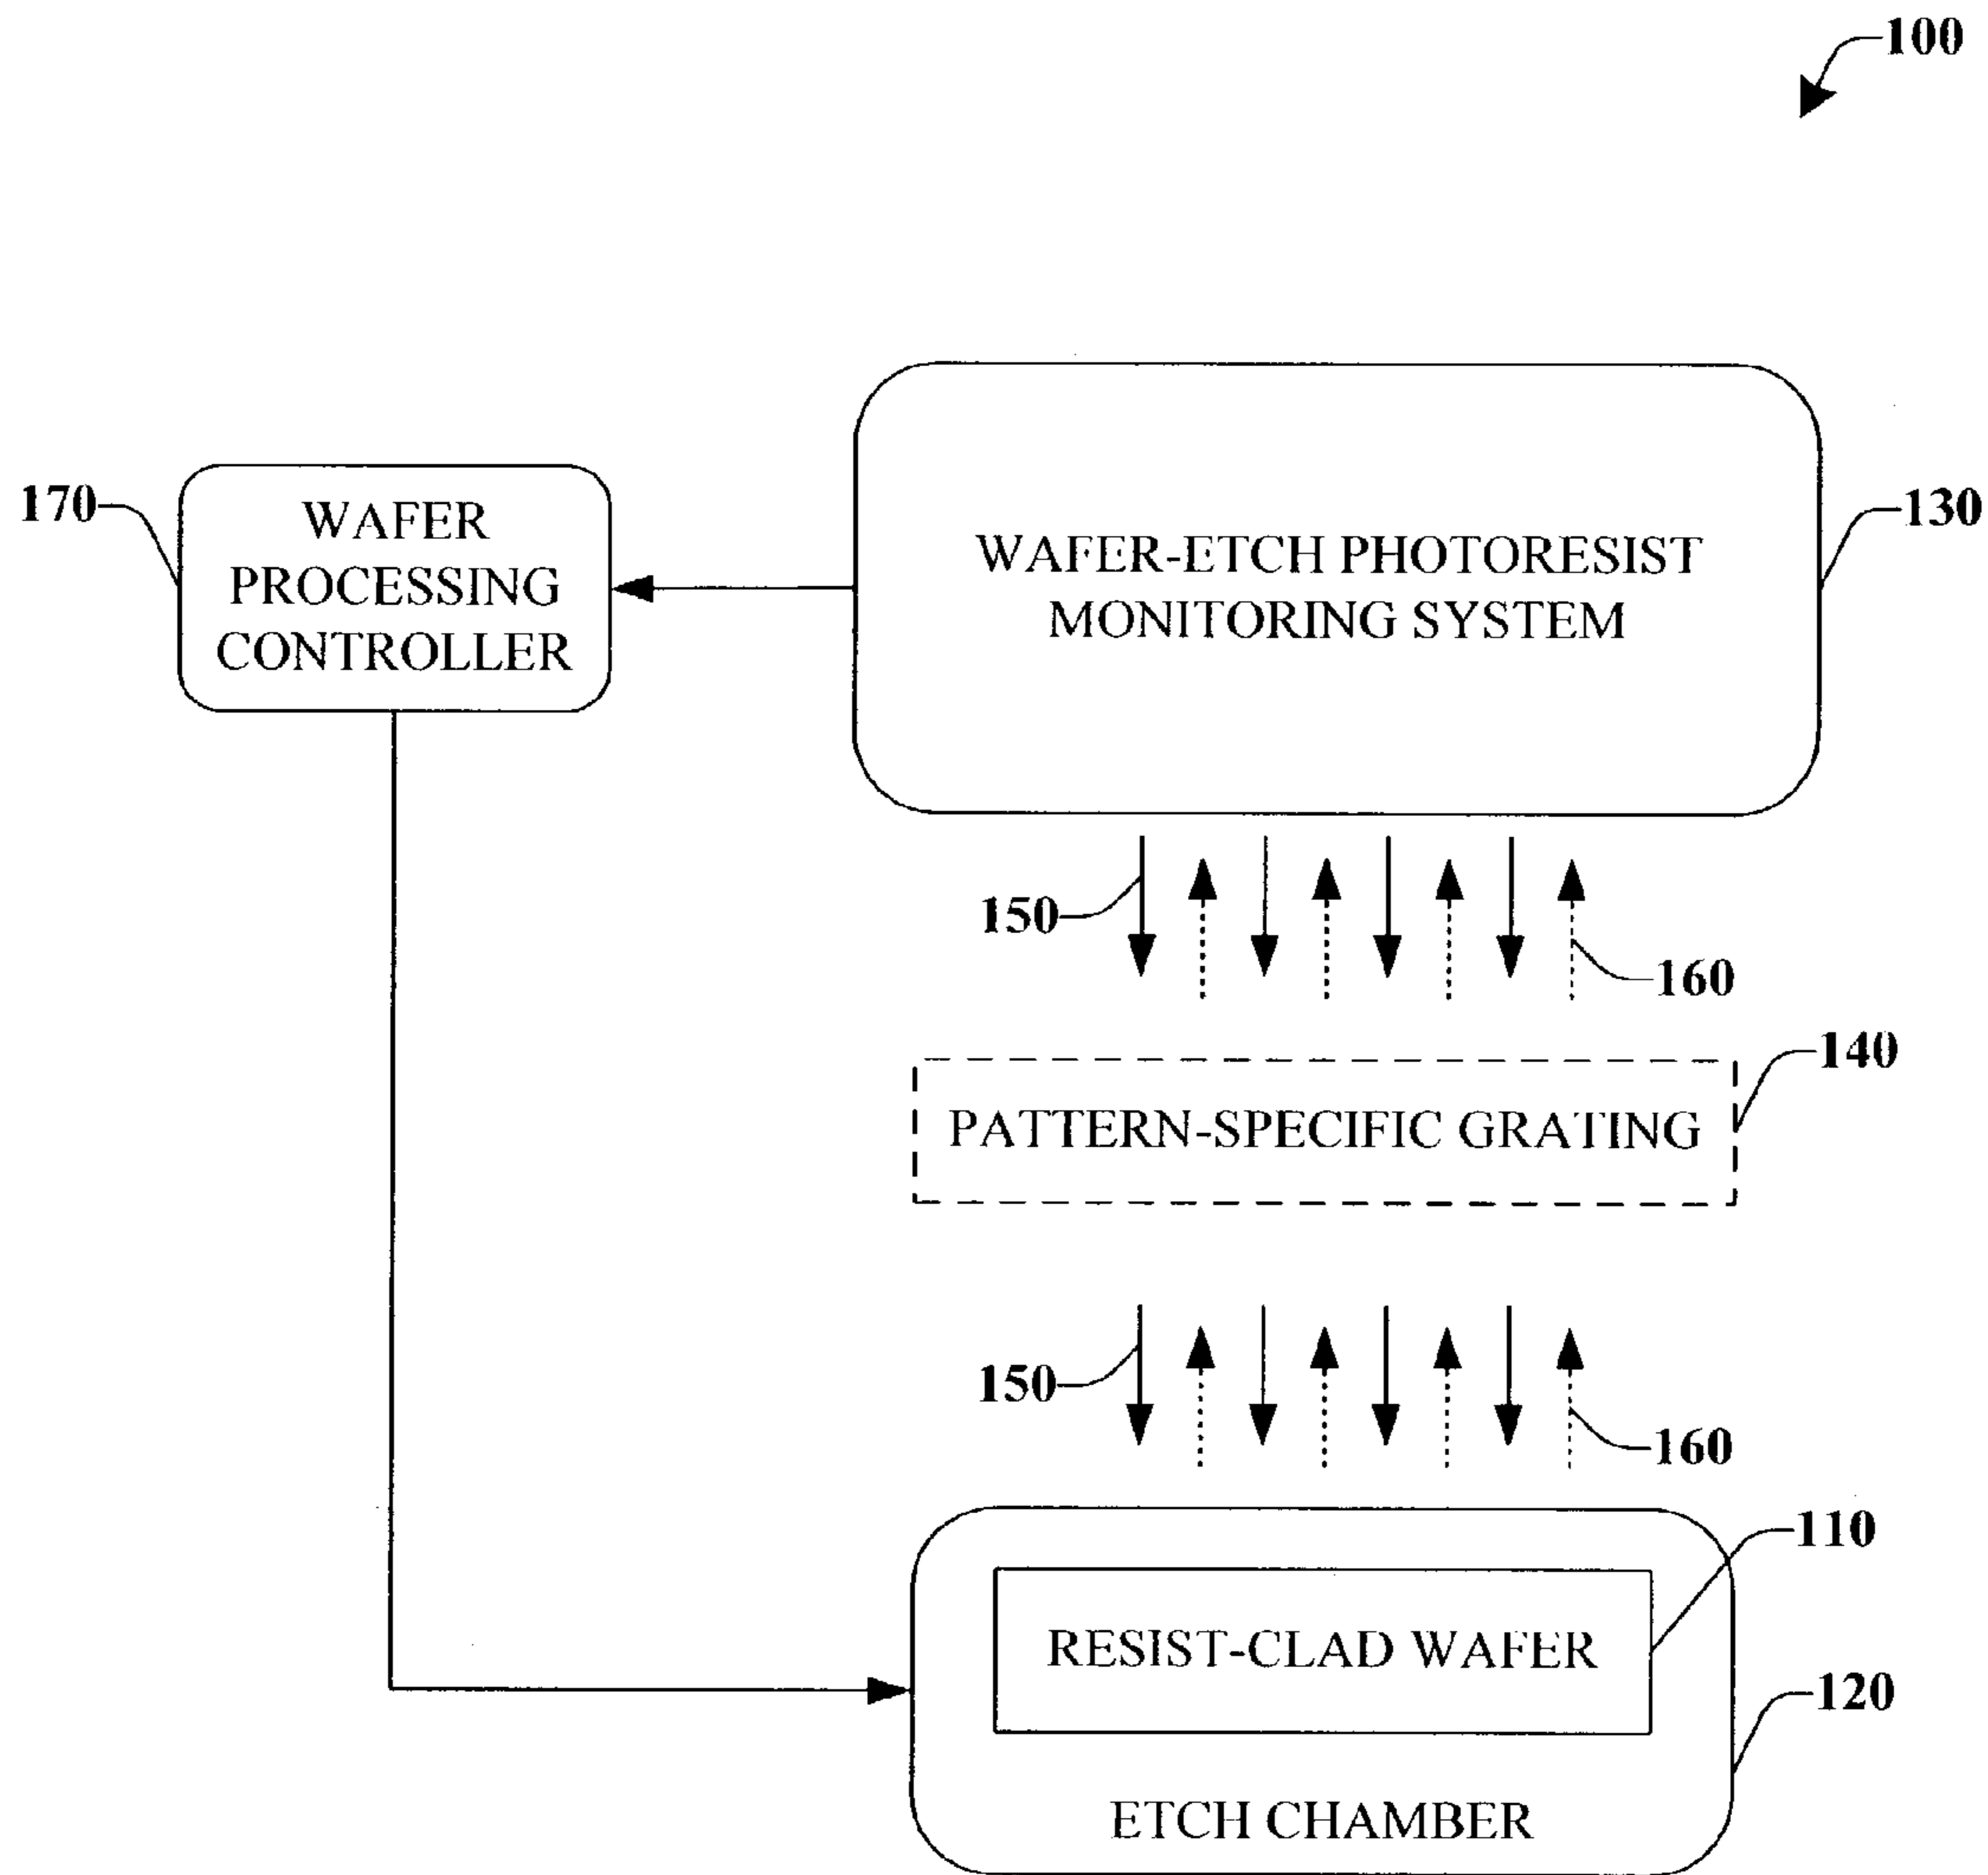 100
170
WAFER
PROCESSING
CONTROLLER
WAFER-ETCH PHOTORESIST
MONITORING SYSTEM
130
150
160
140
PATTERN-SPECIFIC GRATING
150
160
110
RESIST-CLAD WAFER
120
ETCH CHAMBER